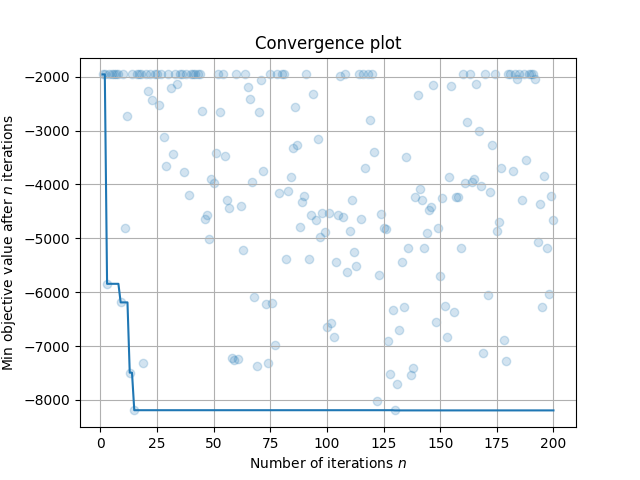 Convergence plot
Min objective value after n iterations
−2000
−3000
−4000
−5000
−6000
−7000
−8000
0 25 50 75 100 125 150 175 200
Number of iterations n